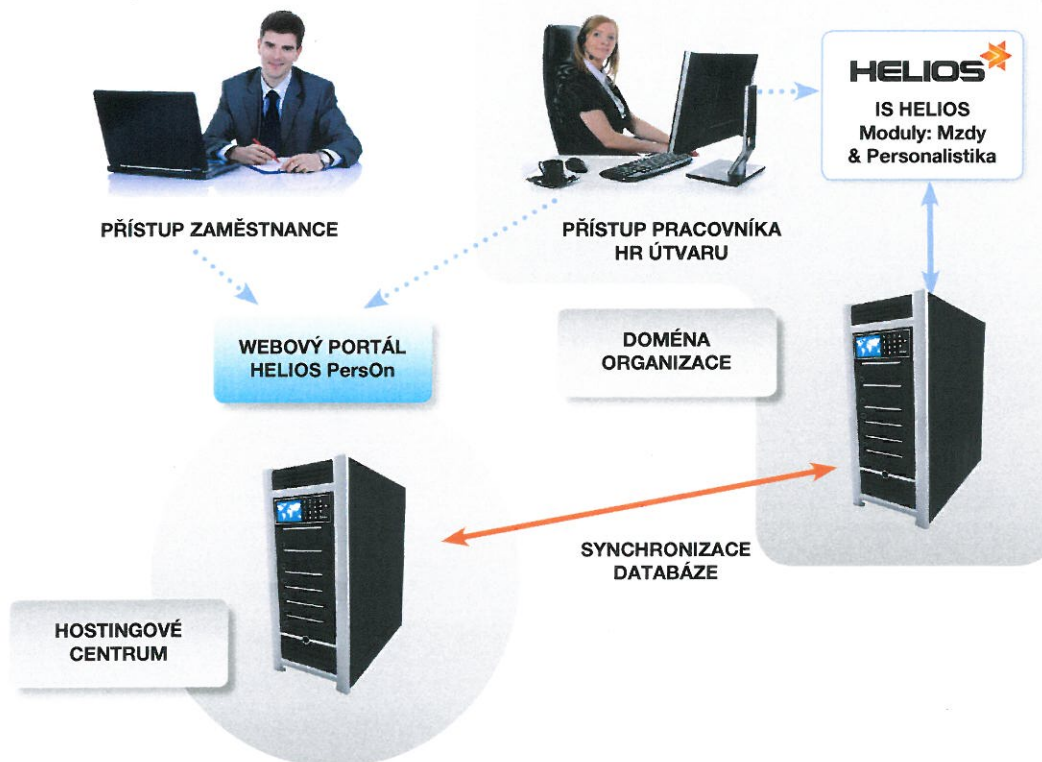 HELIOS
IS HELIOS
Moduly: Mzdy
& Personalistika
PŘÍSTUP ZAMĚSTNANCE
PŘÍSTUP PRACOVNÍKA
HR ÚTVARU
WEBOVÝ PORTÁL
HELIOS PersOn
DOMÉNA
ORGANIZACE
SYNCHRONIZACE
DATABÁZE
HOSTINGOVÉ
CENTRUM